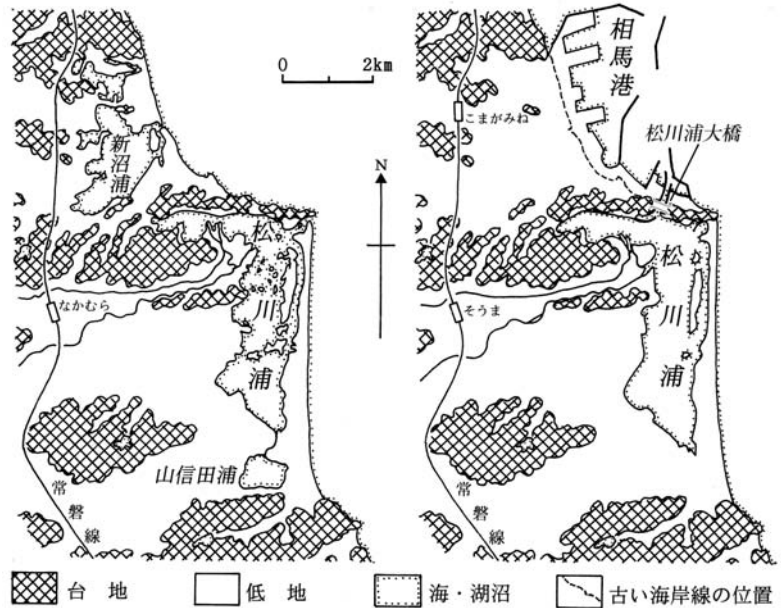 新沼浦
0 2km
N
松川浦
なかむら
山信田浦
常磐線
相馬港
こまがみね
松川浦大橋
松川浦
そうま
常磐線
台地
低地
海・湖沼
古い海岸線の位置